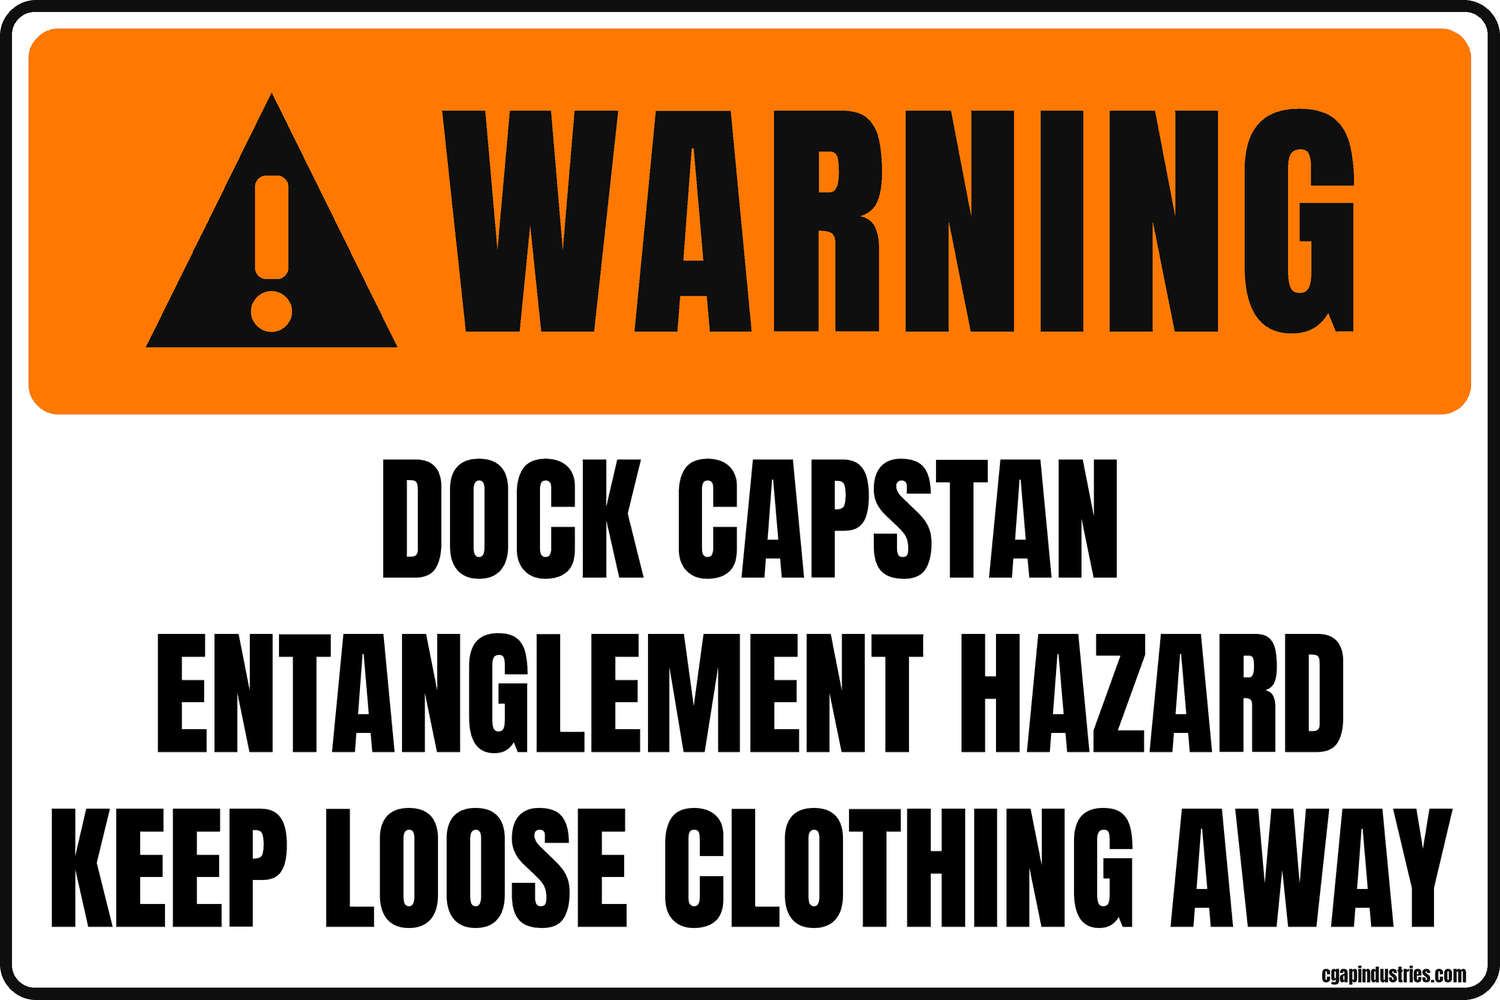 WARNING
DOCK CAPSTAN
ENTANGLEMENT HAZARD
KEEP LOOSE CLOTHING AWAY
cgapindustries.com